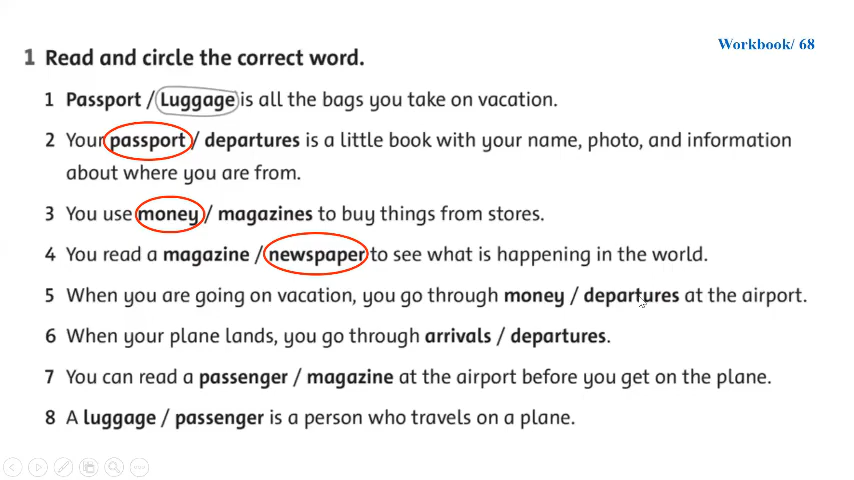 Workbook/ 68
1 Read and circle the correct word.
1 Passport / Luggage is all the bags you take on vacation.
2 Your passport / departures is a little book with your name, photo, and information
about where you are from.
3 You use money / magazines to buy things from stores.
4 You read a magazine / newspaper to see what is happening in the world.
5 When you are going on vacation, you go through money / departures at the airport.
6 When your plane lands, you go through arrivals / departures.
7 You can read a passenger / magazine at the airport before you get on the plane.
8 A luggage / passenger is a person who travels on a plane.